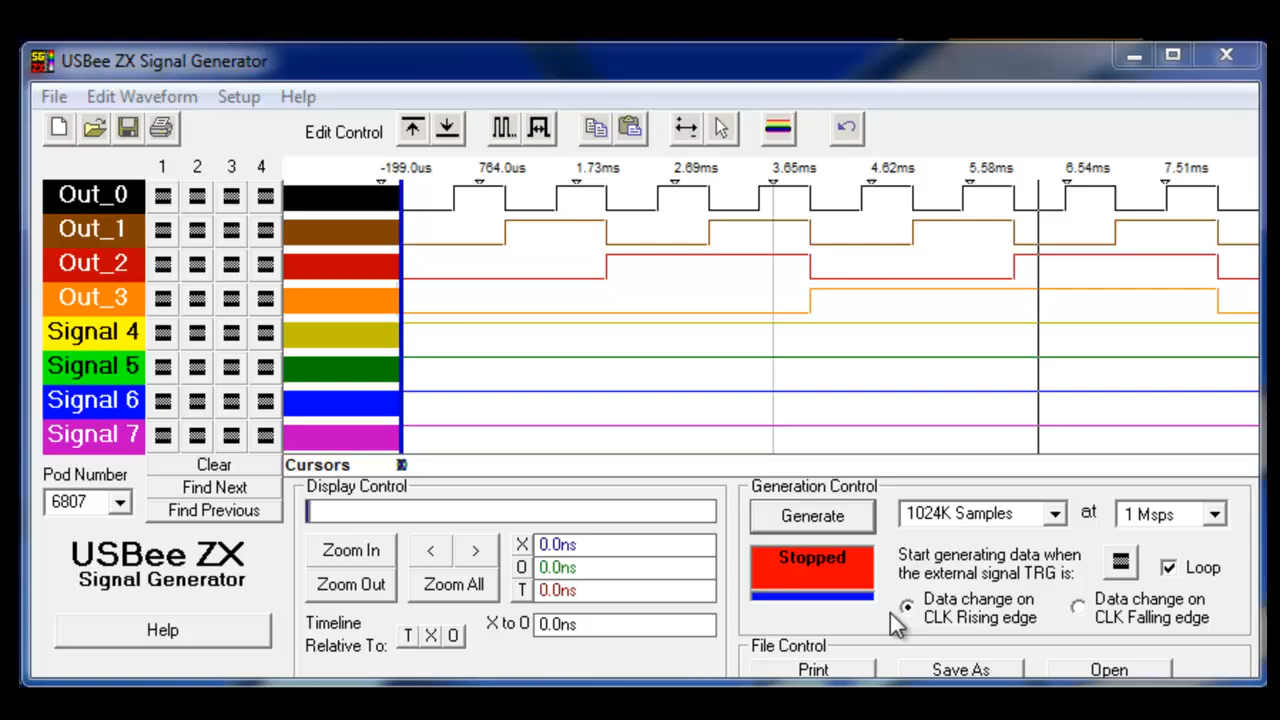 USBee ZX Signal Generator
File Edit Waveform Setup Help
Edit Control
1 2 3 4
-199.0us 764.0us 1.73ms 2.69ms 3.65ms 4.62ms 5.58ms 6.54ms 7.51ms
Out_0
Out_1
Out_2
Out_3
Signal 4
Signal 5
Signal 6
Signal 7
Clear
Find Next
Find Previous
Pod Number
6807
USBee ZX
Signal Generator
Help
Cursors
Display Control
Zoom In < >
Zoom Out Zoom All
X 0.0ns
O 0.0ns
T 0.0ns
Timeline
Relative To: T X O
X to O 0.0ns
Generation Control
Generate 1024K Samples at 1 Msps
Stopped
Start generating data when
the external signal TRG is:
Loop
Data change on
CLK Rising edge
Data change on
CLK Falling edge
File Control
Print Save As Open